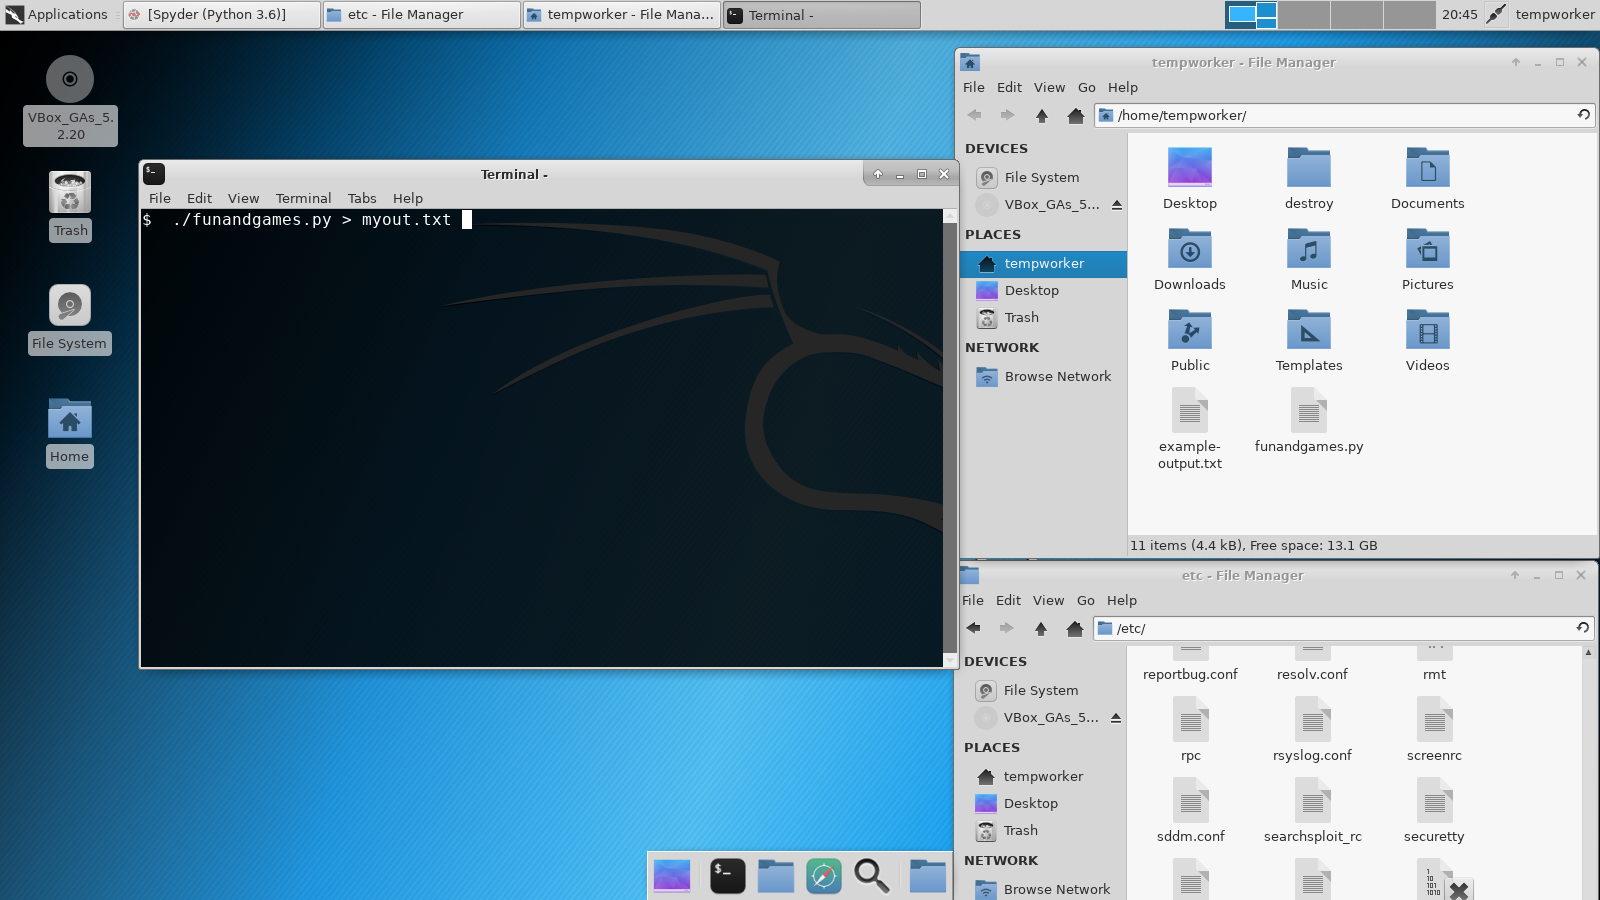 Applications
[Spyder (Python 3.6)]
etc - File Manager
tempworker - File Mana...
Terminal -
20:45
tempworker
VBox_GAs_5.
2.20
Trash
File System
Home
Terminal -
File Edit View Terminal Tabs Help
$ ./funandgames.py > myout.txt
tempworker - File Manager
File Edit View Go Help
/home/tempworker/
DEVICES
File System
VBox_GAs_5...
PLACES
tempworker
Desktop
Trash
NETWORK
Browse Network
Desktop
destroy
Documents
Downloads
Music
Pictures
Public
Templates
Videos
example-
output.txt
funandgames.py
11 items (4.4 kB), Free space: 13.1 GB
etc - File Manager
File Edit View Go Help
/etc/
DEVICES
File System
VBox_GAs_5...
PLACES
tempworker
Desktop
Trash
NETWORK
Browse Network
reportbug.conf
resolv.conf
rmt
rpc
rsyslog.conf
screenrc
sddm.conf
searchsploit_rc
securetty
1
10
101
1010
$-